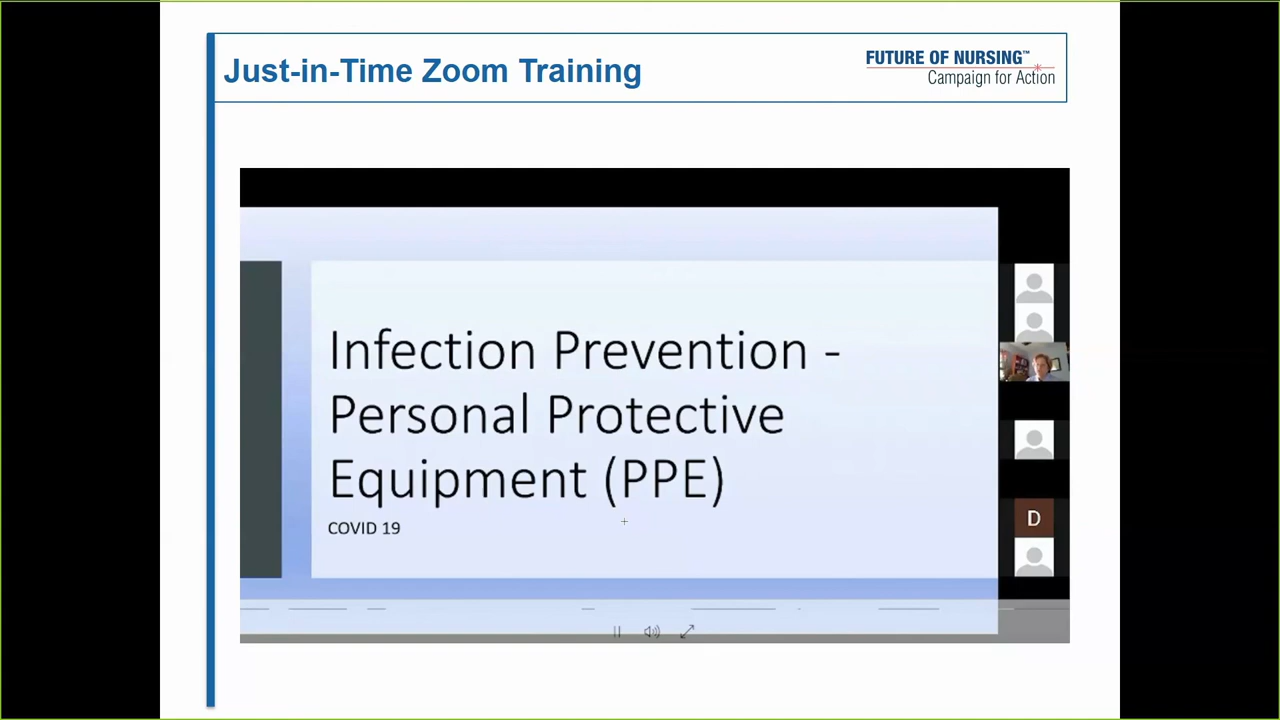 Just-in-Time Zoom Training
FUTURE OF NURSING™
Campaign for Action
Infection Prevention -
Personal Protective
Equipment (PPE)
COVID 19
D